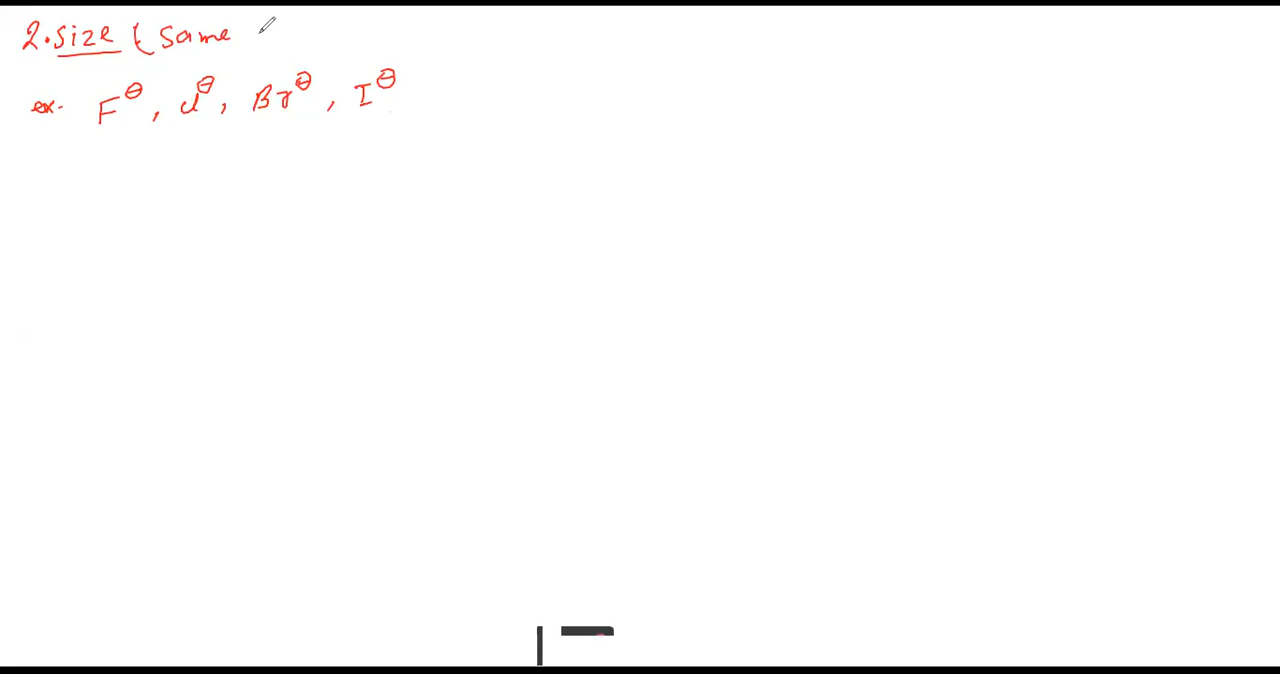 2. Size ( Same
ex. F⊖, Cl⊖, Br⊖, I⊖